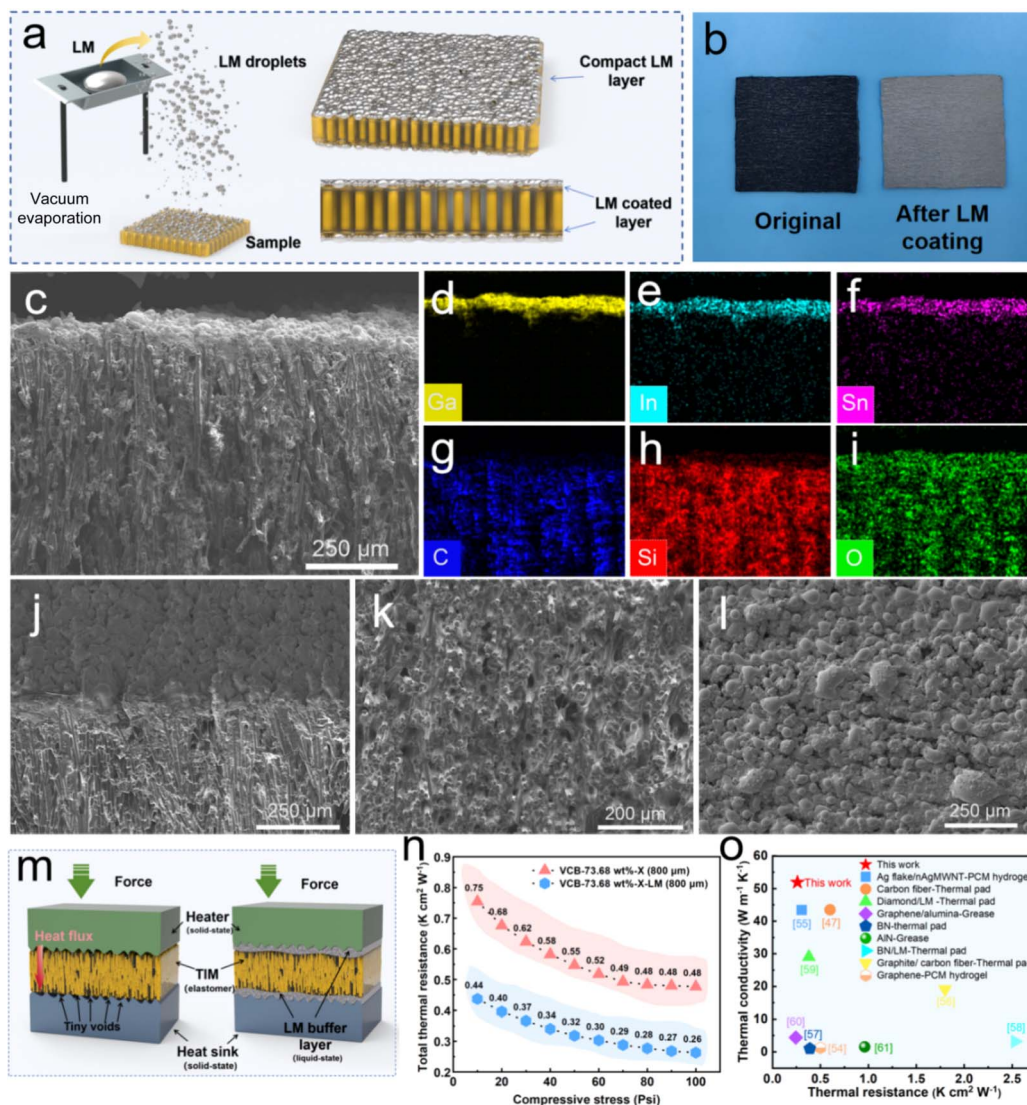 a
LM
LM droplets
Compact LM
layer
Vacuum
evaporation
LM coated
layer
Sample
b
Original
After LM
coating
c
250 μm
d
Ga
e
In
f
Sn
g
C
h
Si
i
O
j
250 μm
k
200 μm
l
250 μm
m
Force
Force
Heater
(solid-state)
Heat flux
TIM
(elastomer)
Tiny voids
LM buffer
layer
(liquid-state)
Heat sink
(solid-state)
n
Total thermal resistance (K cm² W⁻¹)
0.9
0.8
0.7
0.6
0.5
0.4
0.3
0.2
VCB-73.68 wt%-X (800 μm)
VCB-73.68 wt%-X-LM (800 μm)
0.75
0.68
0.62
0.58
0.55
0.52
0.49
0.48
0.48
0.48
0.44
0.40
0.37
0.34
0.32
0.30
0.29
0.28
0.27
0.26
0 10 20 30 40 50 60 70 80 90 100
Compressive stress (Psi)
o
Thermal conductivity (W m⁻¹ K⁻¹)
60
50
40
30
20
10
0
This work
Ag flake/nAgMWNT-PCM hydrogel
Carbon fiber-Thermal pad
Diamond/LM -Thermal pad
Graphene/alumina-Grease
BN-thermal pad
AlN-Grease
BN/LM-Thermal pad
Graphite/ carbon fiber-Thermal pad
Graphene-PCM hydrogel
This work
[55]
[47]
[59]
[60]
[57]
[54]
[61]
[58]
0.0 0.5 1.0 1.5 2.0 2.5
Thermal resistance (K cm² W⁻¹)